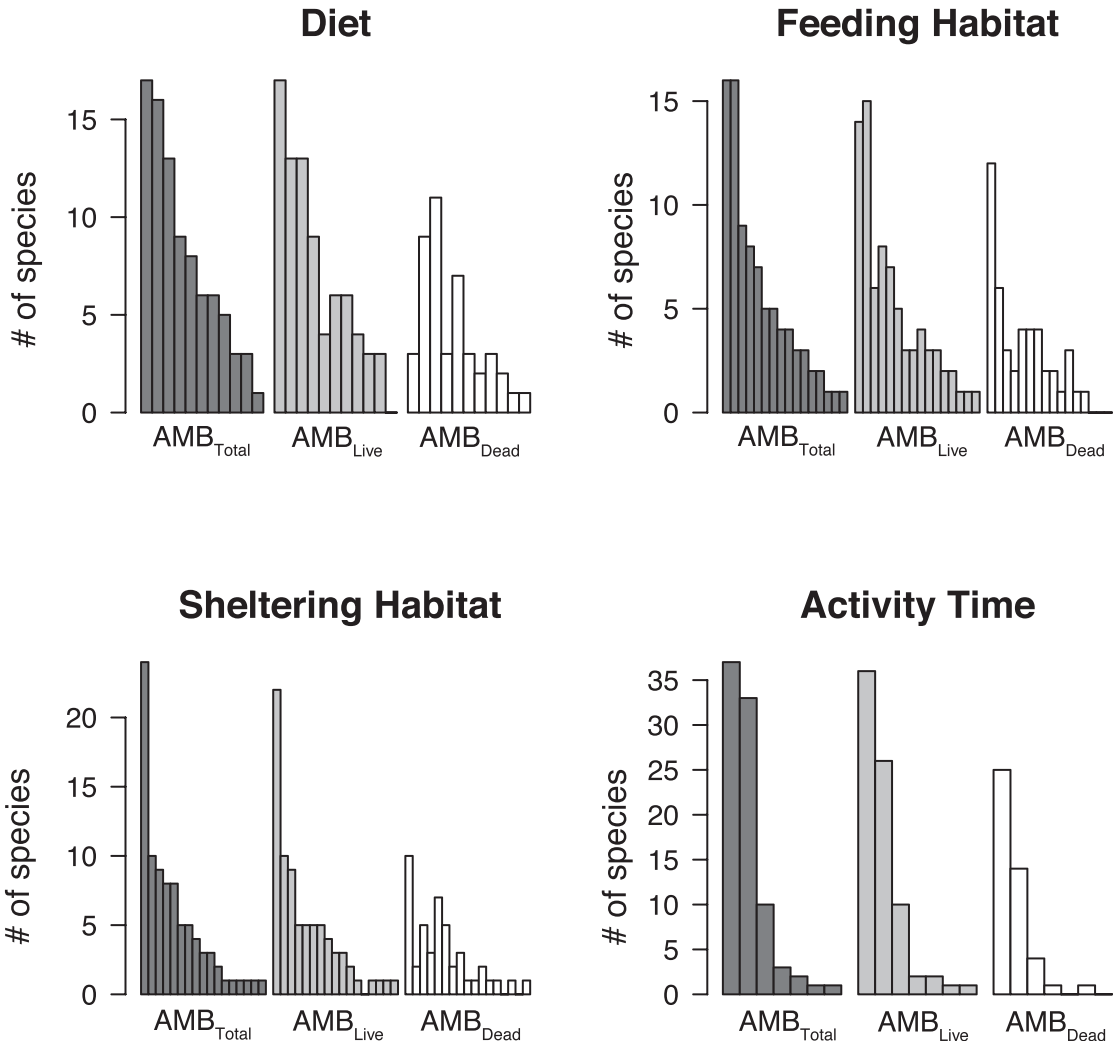 Diet
# of species
15
10
5
0
AMBTotal AMBLive AMBDead
Feeding Habitat
# of species
15
10
5
0
AMBTotal AMBLive AMBDead
Sheltering Habitat
# of species
20
15
10
5
0
AMBTotal AMBLive AMBDead
Activity Time
# of species
35
30
25
20
15
10
5
0
AMBTotal AMBLive AMBDead